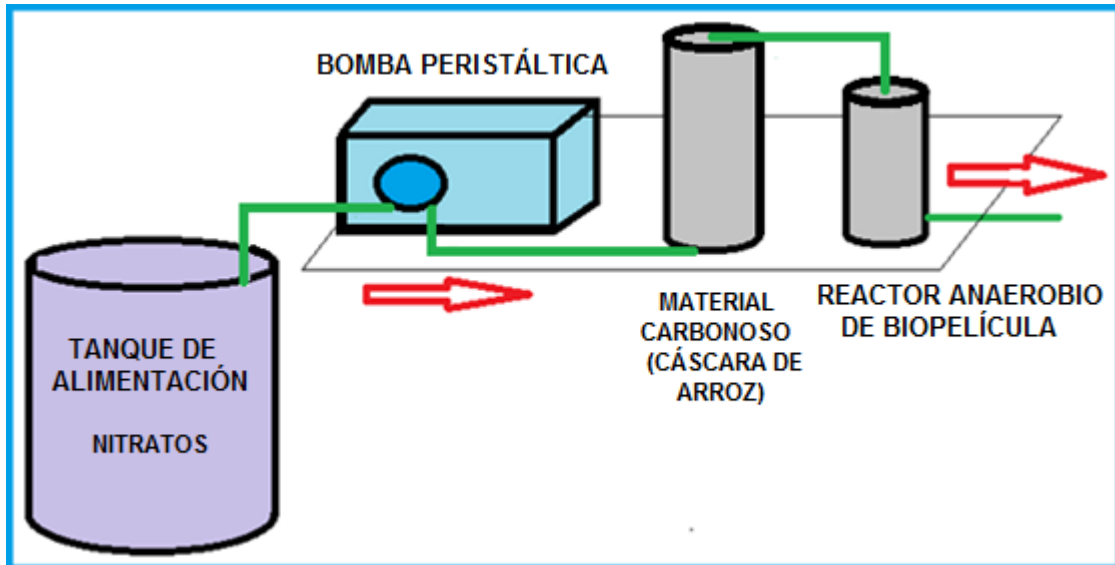 BOMBA PERISTÁLTICA
TANQUE DE
ALIMENTACIÓN
NITRATOS
MATERIAL
CARBONOSO
(CÁSCARA DE
ARROZ)
REACTOR ANAEROBIO
DE BIOPELÍCULA